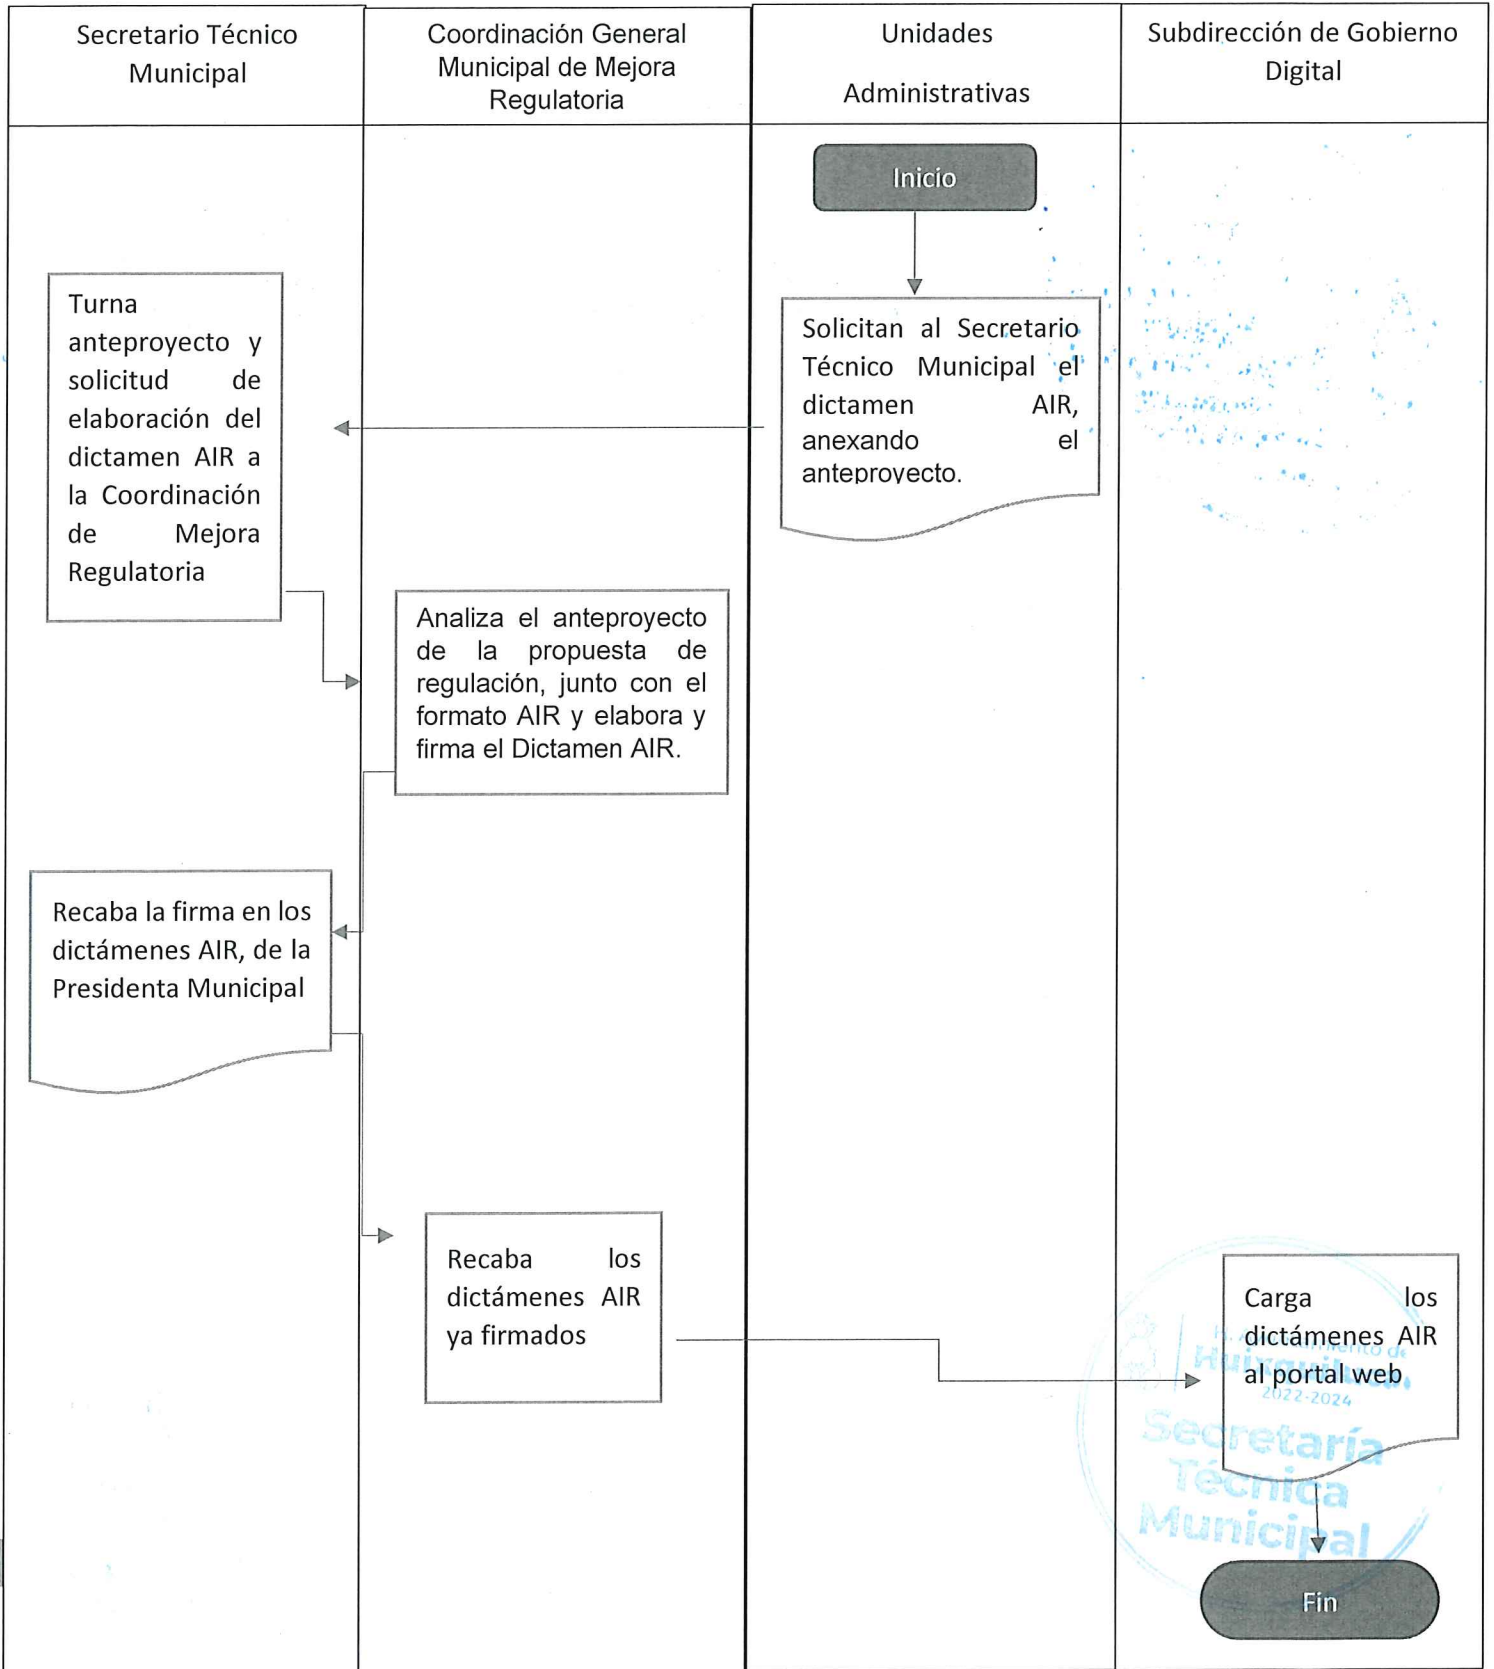 Secretario Técnico
Municipal
Coordinación General
Municipal de Mejora
Regulatoria
Unidades
Administrativas
Subdirección de Gobierno
Digital
Inicio
Solicitan al Secretario
Técnico Municipal el
dictamen AIR,
anexando el
anteproyecto.
Turna
anteproyecto y
solicitud de
elaboración del
dictamen AIR a
la Coordinación
de Mejora
Regulatoria
Analiza el anteproyecto
de la propuesta de
regulación, junto con el
formato AIR y elabora y
firma el Dictamen AIR.
Recaba la firma en los
dictámenes AIR, de la
Presidenta Municipal
Recaba los
dictámenes AIR
ya firmados
Carga los
dictámenes AIR
al portal web
2022-2024
Secretaría
Técnica
Municipal
Fin